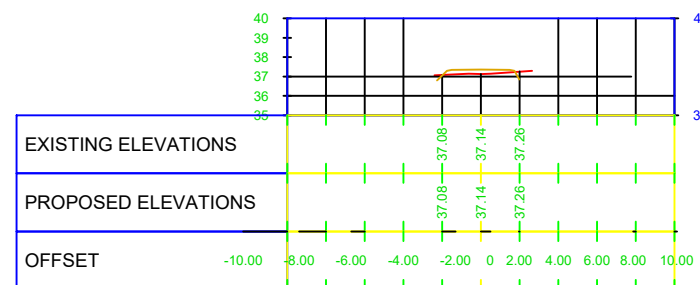 40
39
38
37
36
35
4
3
EXISTING ELEVATIONS
37.08 37.14 37.26
PROPOSED ELEVATIONS
37.08 37.14 37.26
OFFSET
-10.00 -8.00 -6.00 -4.00 -2.00 0 2.00 4.00 6.00 8.00 10.00